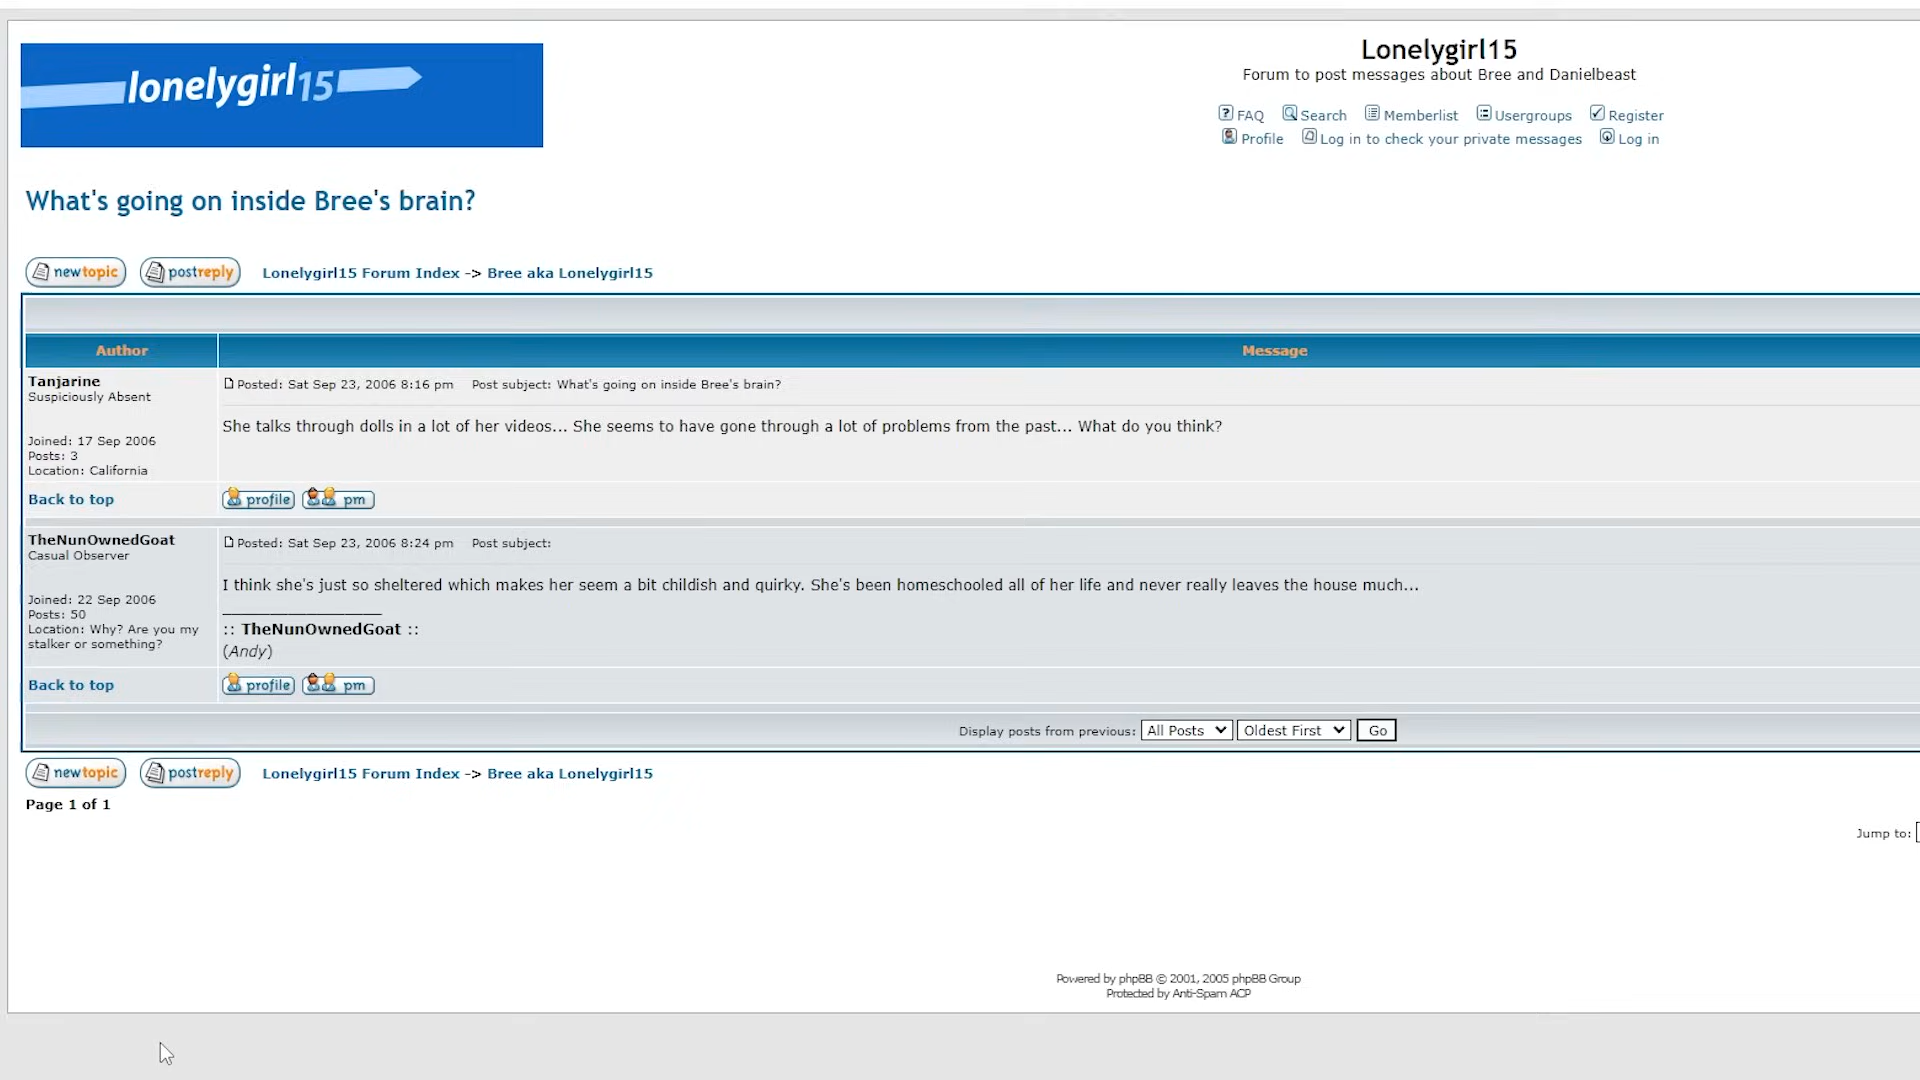 lonelygirl15
Lonelygirl15
Forum to post messages about Bree and Danielbeast
FAQ Search Memberlist Usergroups Register
Profile Log in to check your private messages Log in
What's going on inside Bree's brain?
newtopic postreply Lonelygirl15 Forum Index -> Bree aka Lonelygirl15
Author Message
Tanjarine
Suspiciously Absent
Joined: 17 Sep 2006
Posts: 3
Location: California
Posted: Sat Sep 23, 2006 8:16 pm Post subject: What's going on inside Bree's brain?
She talks through dolls in a lot of her videos... She seems to have gone through a lot of problems from the past... What do you think?
Back to top profile pm
TheNunOwnedGoat
Casual Observer
Joined: 22 Sep 2006
Posts: 50
Location: Why? Are you my
stalker or something?
Posted: Sat Sep 23, 2006 8:24 pm Post subject:
I think she's just so sheltered which makes her seem a bit childish and quirky. She's been homeschooled all of her life and never really leaves the house much...
_________________
:: TheNunOwnedGoat ::
(Andy)
Back to top profile pm
Display posts from previous: All Posts Oldest First Go
newtopic postreply Lonelygirl15 Forum Index -> Bree aka Lonelygirl15
Page 1 of 1
Jump to:
Powered by phpBB © 2001, 2005 phpBB Group
Protected by Anti-Spam ACP